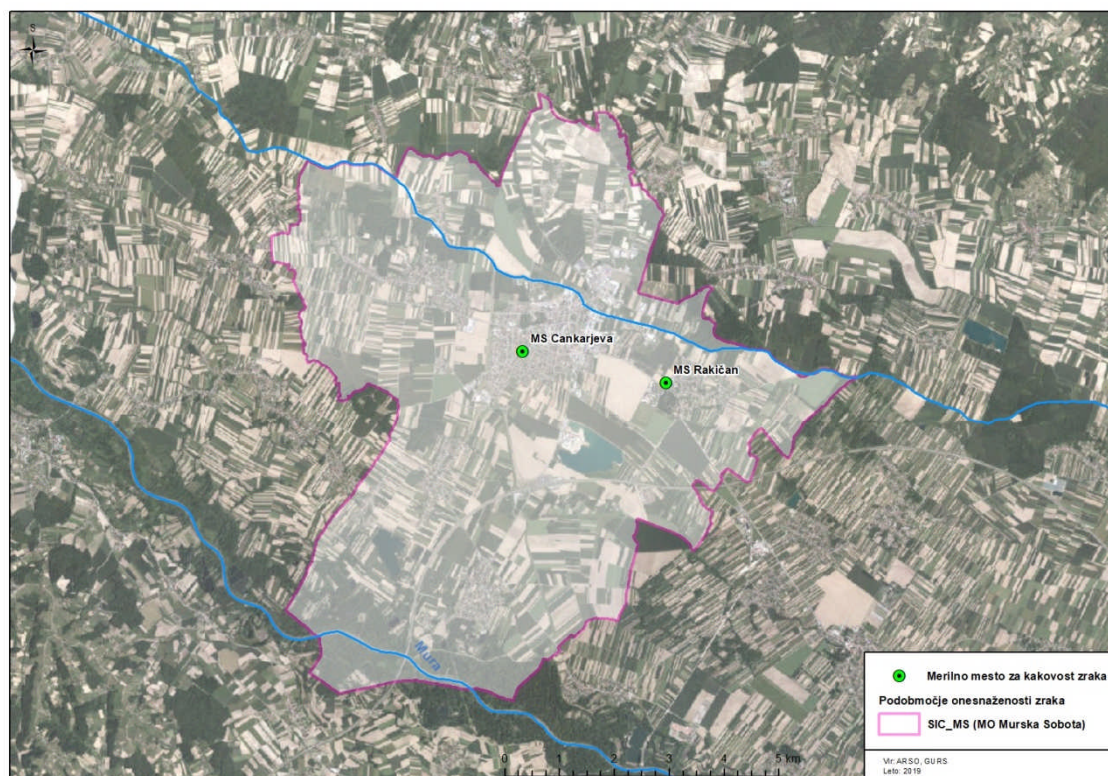 S
MS Cankarjeva
MS Rakičan
Mura
0 1 2 3 4 5 km
Merilno mesto za kakovost zraka
Podobmočje onesnaženosti zraka
SIC_MS (MO Murska Sobota)
Vir: ARSO, GURS
Leto: 2019